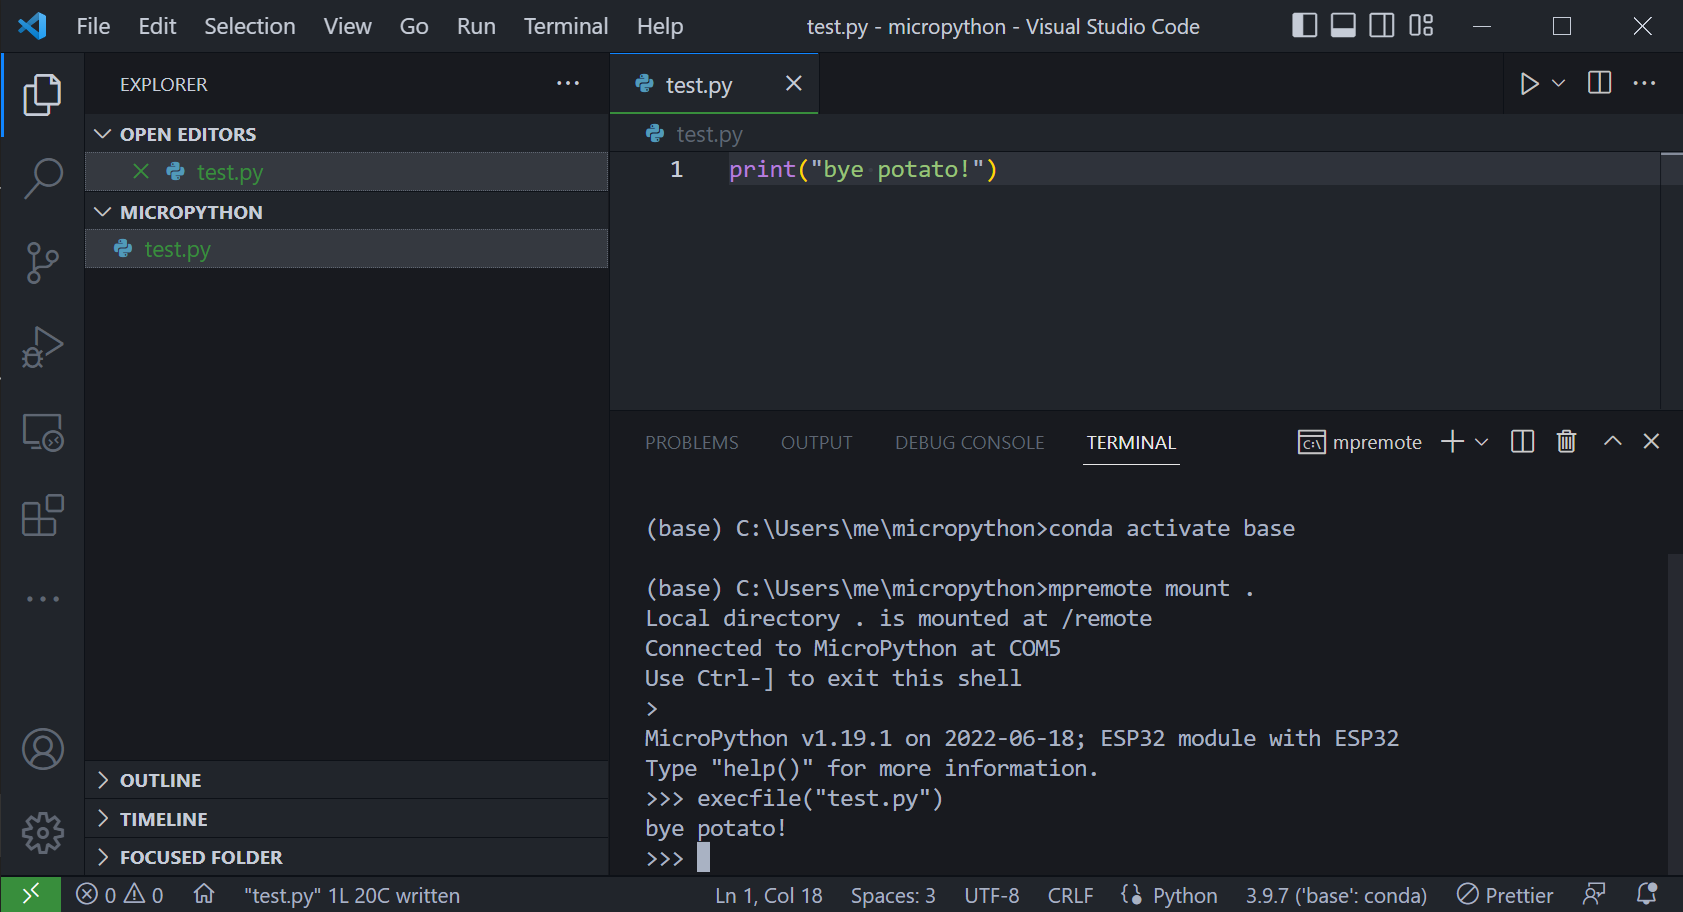 File Edit Selection View Go Run Terminal Help test.py - micropython - Visual Studio Code
EXPLORER
OPEN EDITORS
test.py
MICROPYTHON
test.py
OUTLINE
TIMELINE
FOCUSED FOLDER
test.py
test.py
1 print("bye potato!")
PROBLEMS OUTPUT DEBUG CONSOLE TERMINAL mpremote
(base) C:\Users\me\micropython>conda activate base
(base) C:\Users\me\micropython>mpremote mount .
Local directory . is mounted at /remote
Connected to MicroPython at COM5
Use Ctrl-] to exit this shell
>
MicroPython v1.19.1 on 2022-06-18; ESP32 module with ESP32
Type "help()" for more information.
>>> execfile("test.py")
bye potato!
>>>
0 0 "test.py" 1L 20C written Ln 1, Col 18 Spaces: 3 UTF-8 CRLF Python 3.9.7 ('base': conda) Prettier